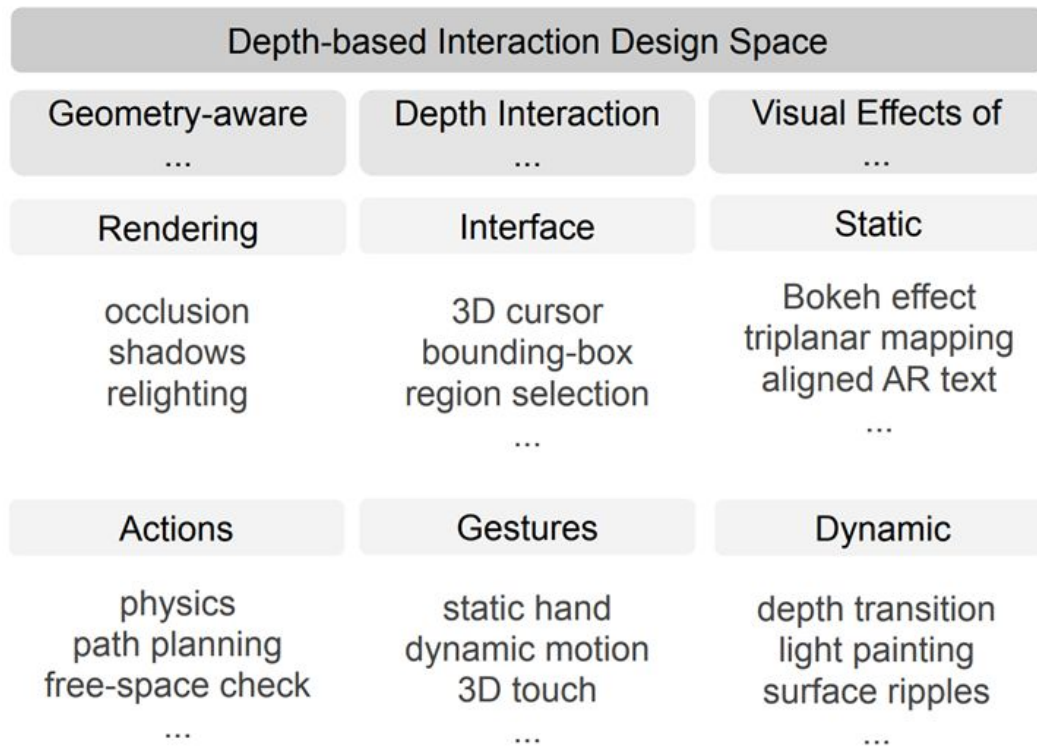 Depth-based Interaction Design Space
Geometry-aware
...
Depth Interaction
...
Visual Effects of
...
Rendering
occlusion
shadows
relighting
Interface
3D cursor
bounding-box
region selection
...
Static
Bokeh effect
triplanar mapping
aligned AR text
...
Actions
physics
path planning
free-space check
...
Gestures
static hand
dynamic motion
3D touch
...
Dynamic
depth transition
light painting
surface ripples
...